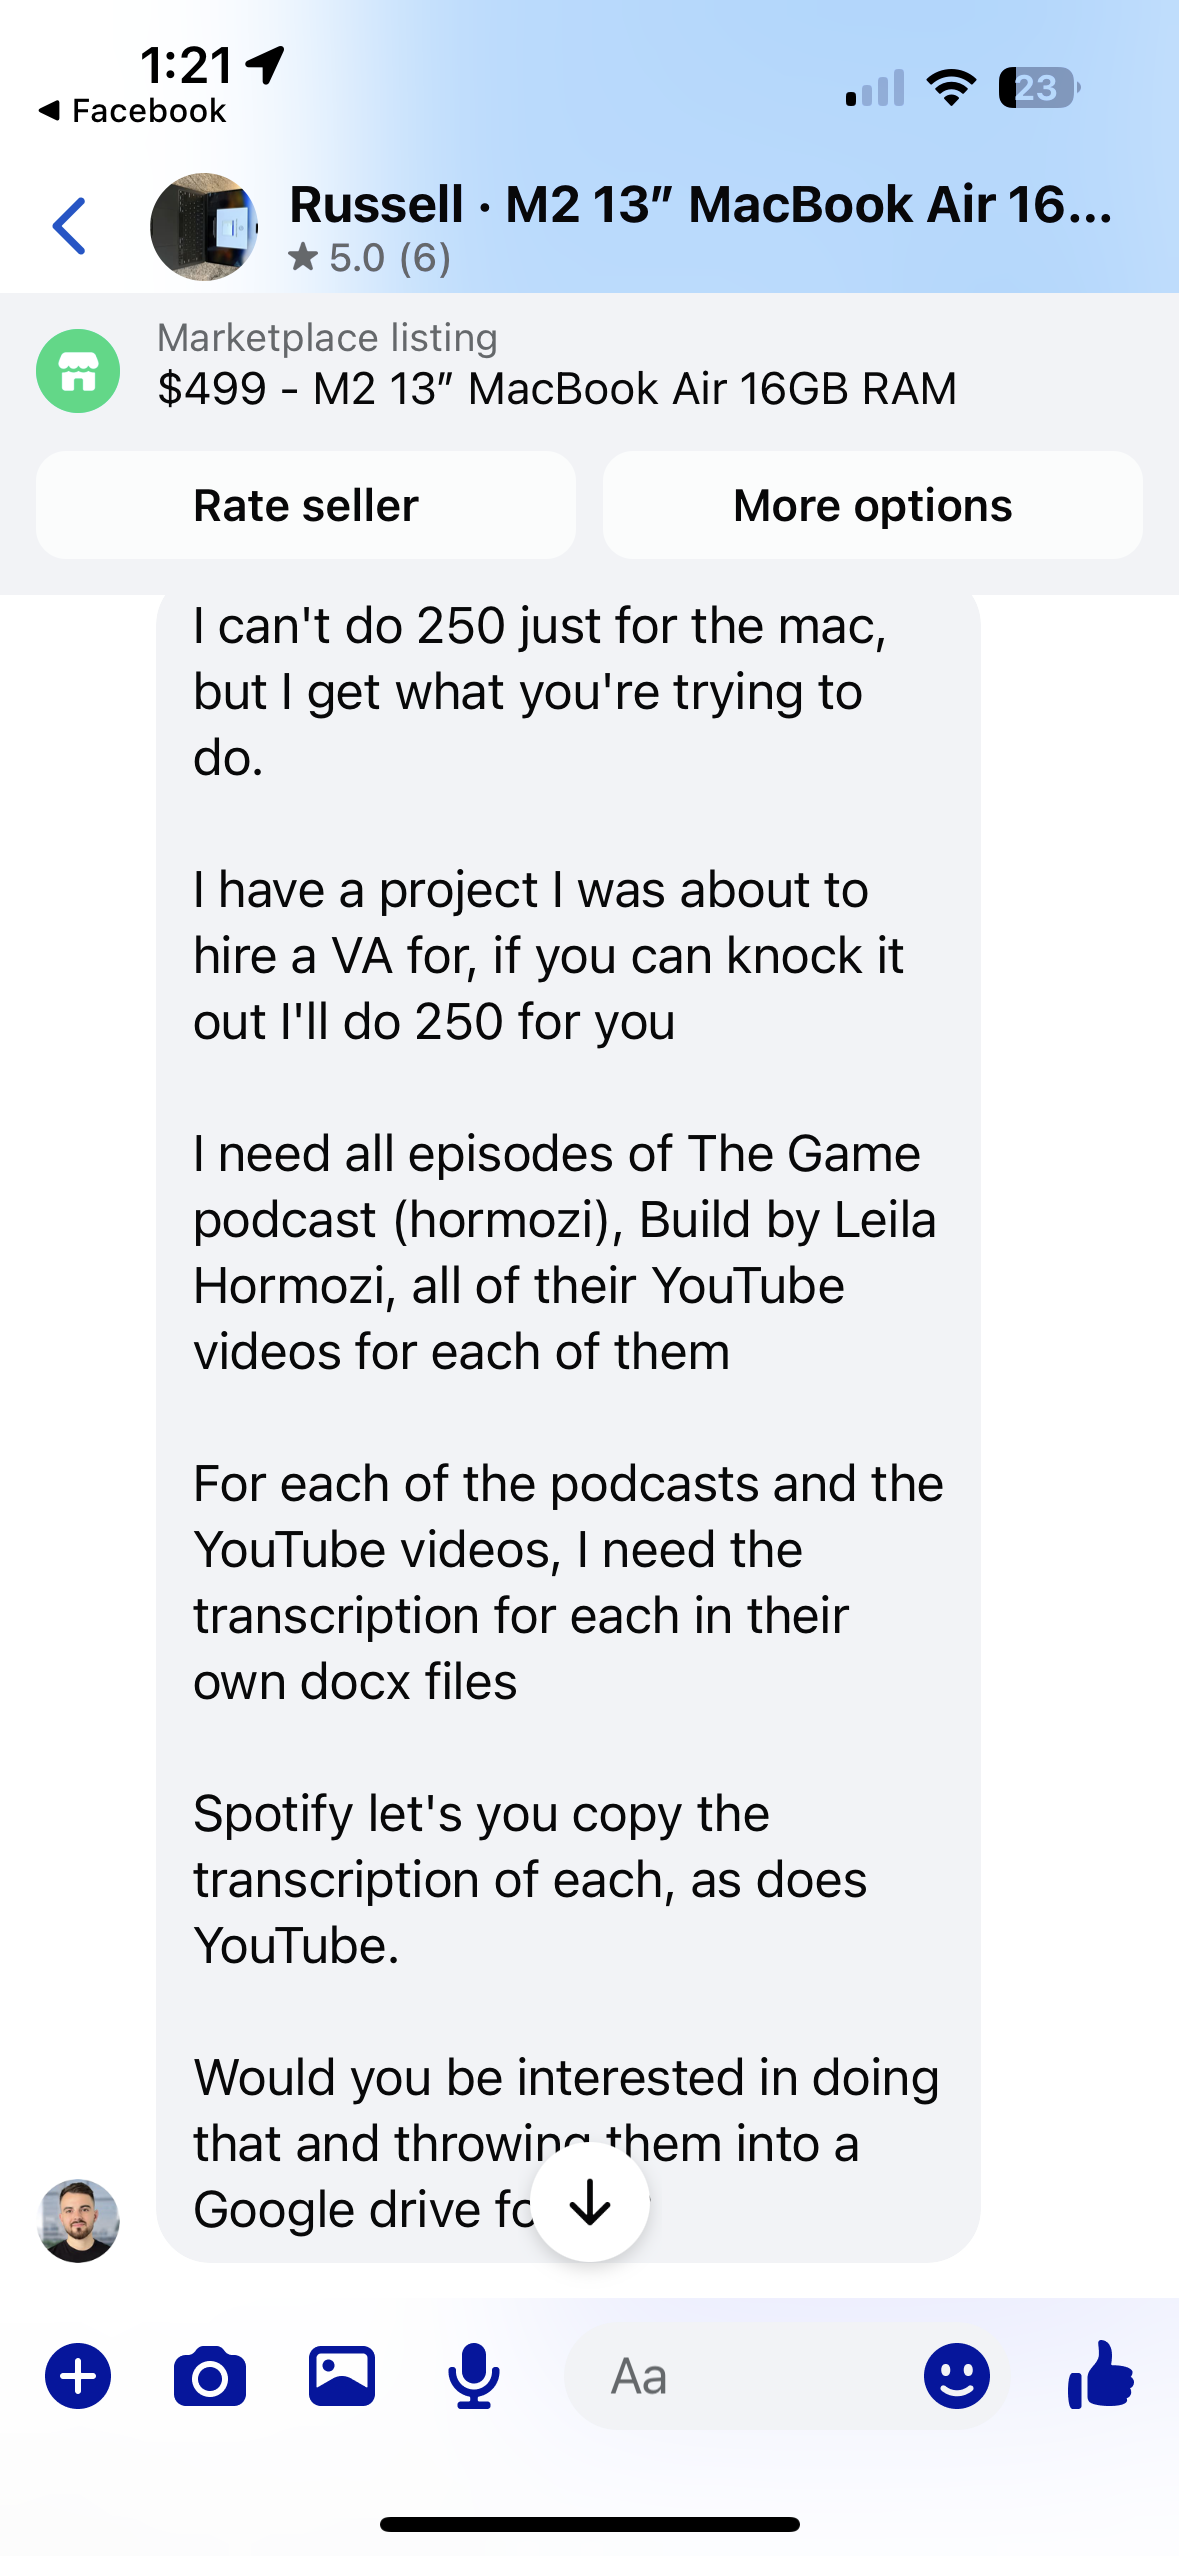 1:21
Facebook
23
Russell · M2 13” MacBook Air 16...
★ 5.0 (6)
Marketplace listing
$499 - M2 13” MacBook Air 16GB RAM
Rate seller
More options
I can't do 250 just for the mac,
but I get what you're trying to
do.
I have a project I was about to
hire a VA for, if you can knock it
out I'll do 250 for you
I need all episodes of The Game
podcast (hormozi), Build by Leila
Hormozi, all of their YouTube
videos for each of them
For each of the podcasts and the
YouTube videos, I need the
transcription for each in their
own docx files
Spotify let's you copy the
transcription of each, as does
YouTube.
Would you be interested in doing
that and throwing them into a
Google drive
Aa